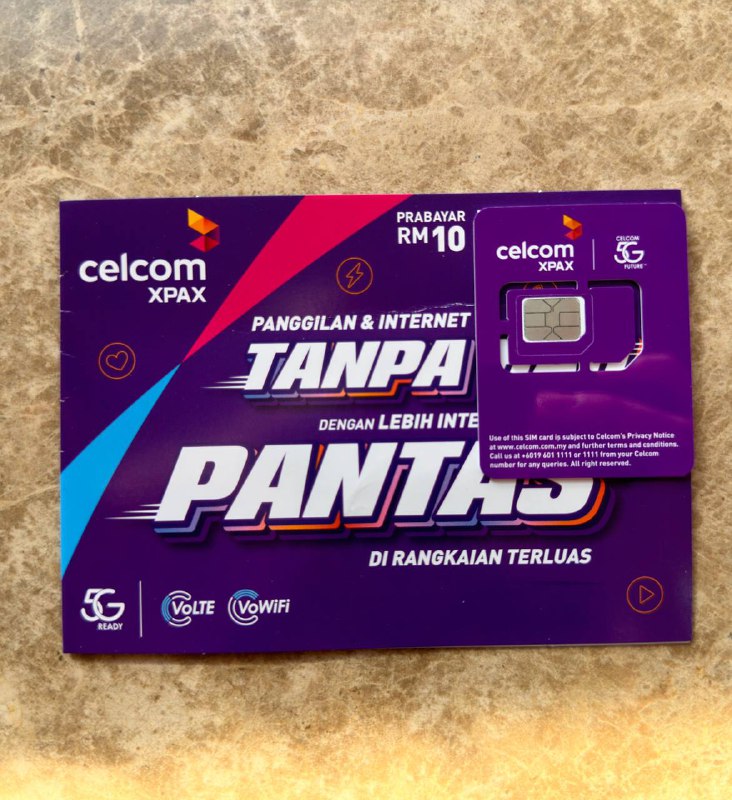 celcom
XPAX
PRABAYAR
RM10
PANGGILAN & INTERNET
TANPA
DENGAN LEBIH
PANTAS
DI RANGKAIAN TERLUAS
5G
READY
VoLTE
VoWiFi
celcom
XPAX
CELCOM
5G
FUTURE
Use of this SIM card is subject to Celcom's Privacy Notice
at www.celcom.com.my and further terms and conditions.
Call us at +6019 601 1111 or 1111 from your Celcom
number for any queries. All right reserved.